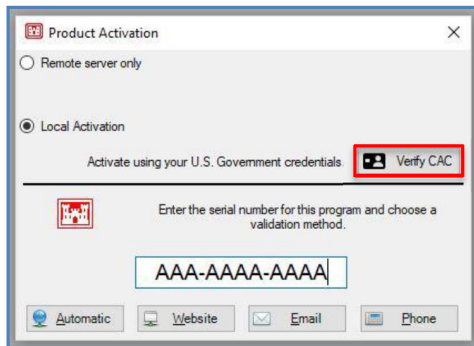 Product Activation
Remote server only
Local Activation
Activate using your U.S. Government credentials.
Verify CAC
Enter the serial number for this program and choose a
validation method.
AAA-AAAA-AAAA
Automatic
Website
Email
Phone